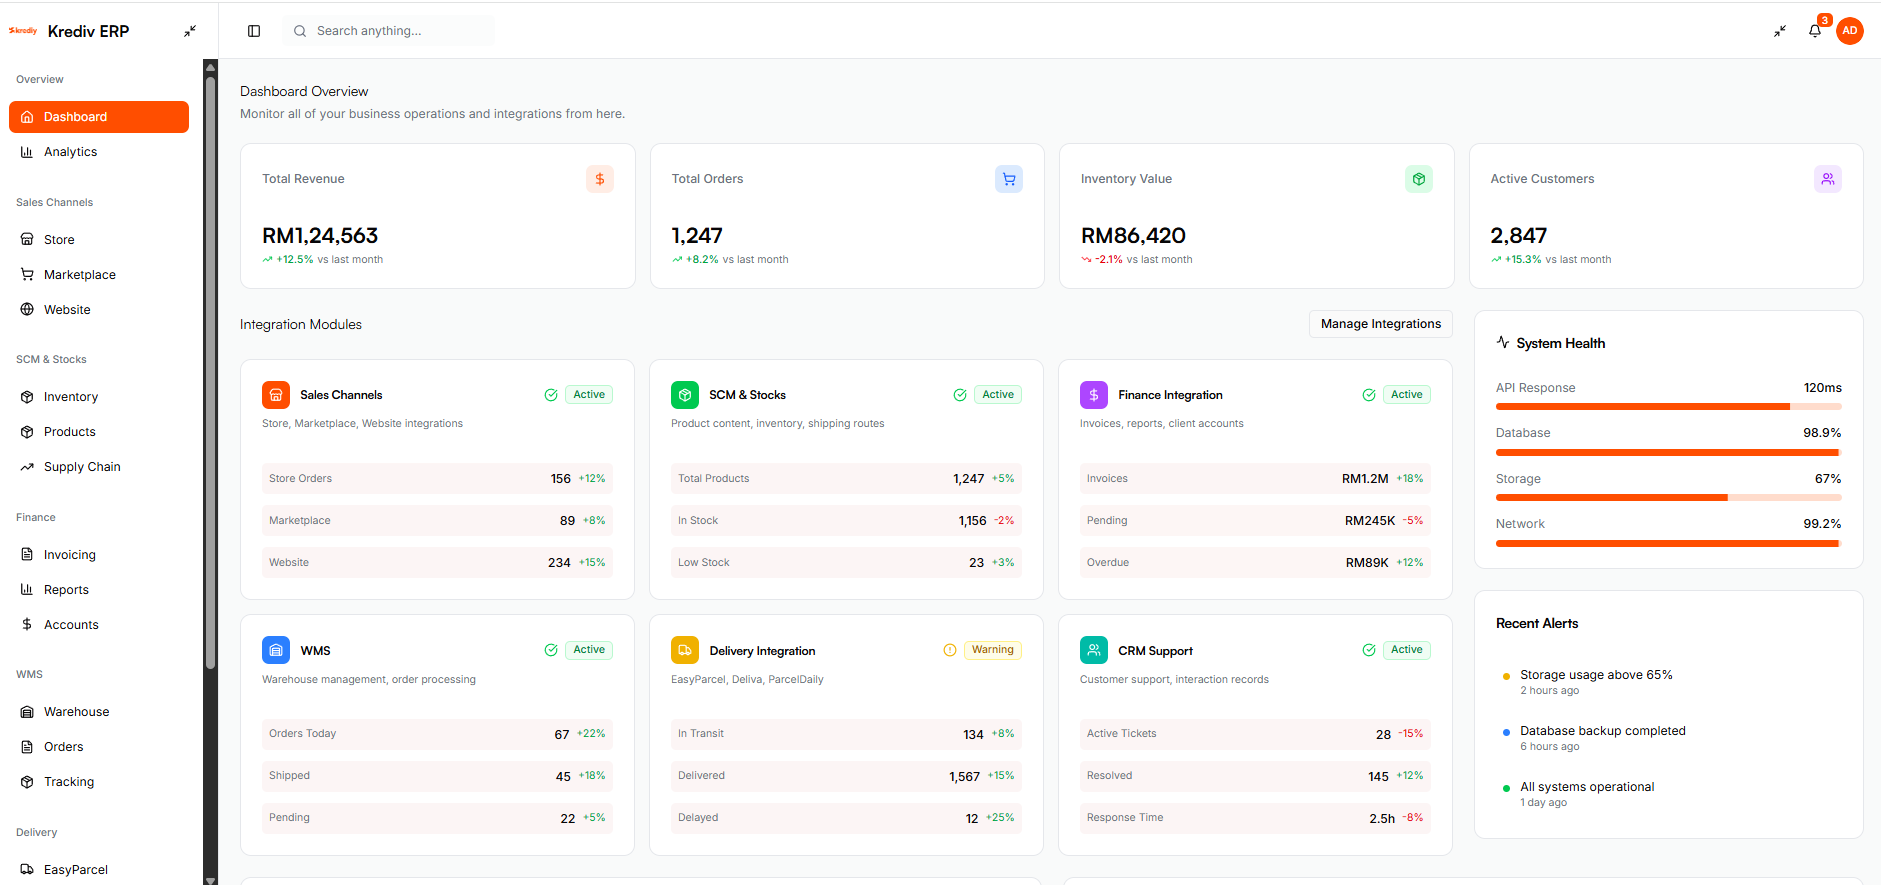 krediv Krediv ERP
Search anything...
3
AD
Overview
Dashboard
Analytics
Sales Channels
Store
Marketplace
Website
SCM & Stocks
Inventory
Products
Supply Chain
Finance
Invoicing
Reports
Accounts
WMS
Warehouse
Orders
Tracking
Delivery
EasyParcel
Dashboard Overview
Monitor all of your business operations and integrations from here.
Total Revenue
RM1,24,563
+12.5% vs last month
Total Orders
1,247
+8.2% vs last month
Inventory Value
RM86,420
-2.1% vs last month
Active Customers
2,847
+15.3% vs last month
Integration Modules
Manage Integrations
Sales Channels Active
Store, Marketplace, Website integrations
Store Orders 156 +12%
Marketplace 89 +8%
Website 234 +15%
SCM & Stocks Active
Product content, inventory, shipping routes
Total Products 1,247 +5%
In Stock 1,156 -2%
Low Stock 23 +3%
Finance Integration Active
Invoices, reports, client accounts
Invoices RM1.2M +18%
Pending RM245K -5%
Overdue RM89K +12%
WMS Active
Warehouse management, order processing
Orders Today 67 +22%
Shipped 45 +18%
Pending 22 +5%
Delivery Integration Warning
EasyParcel, Deliva, ParcelDaily
In Transit 134 +8%
Delivered 1,567 +15%
Delayed 12 +25%
CRM Support Active
Customer support, interaction records
Active Tickets 28 -15%
Resolved 145 +12%
Response Time 2.5h -8%
System Health
API Response 120ms
Database 98.9%
Storage 67%
Network 99.2%
Recent Alerts
Storage usage above 65%
2 hours ago
Database backup completed
6 hours ago
All systems operational
1 day ago